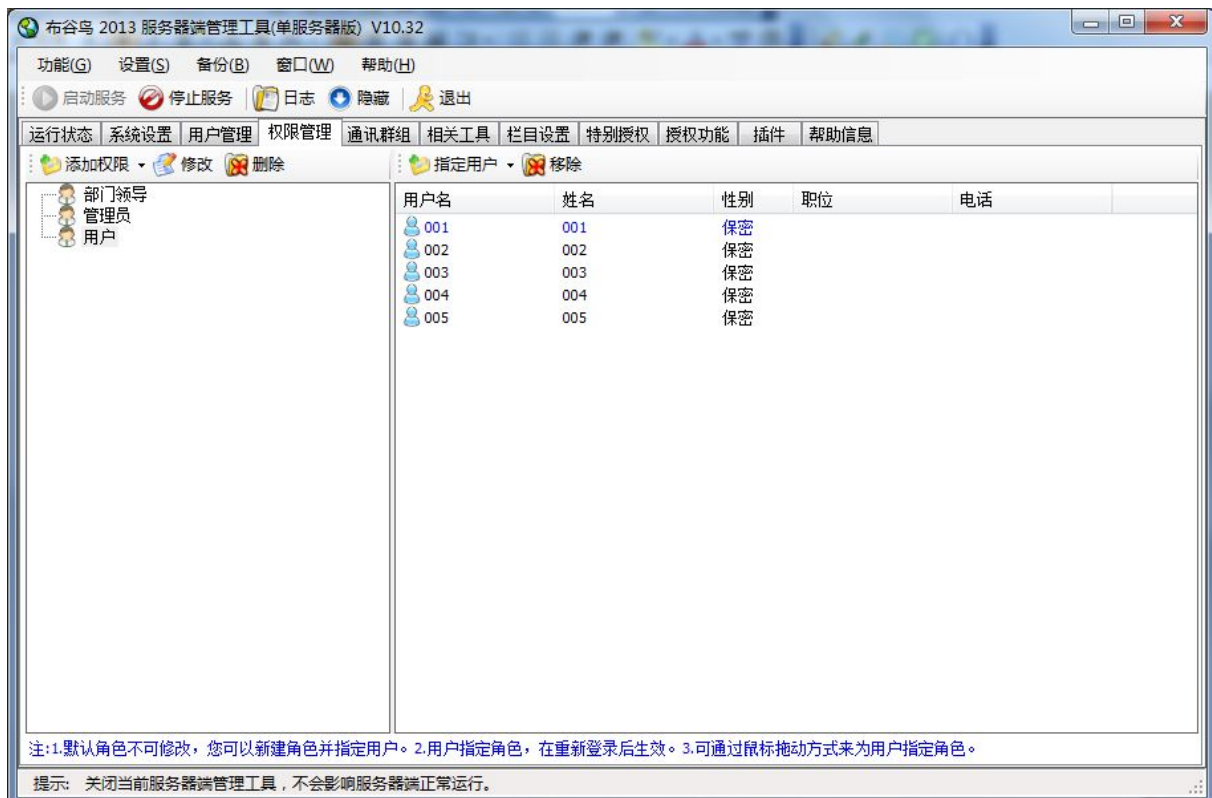 布谷鸟 2013 服务器端管理工具(单服务器版) V10.32
功能(G) 设置(S) 备份(B) 窗口(W) 帮助(H)
启动服务 停止服务 日志 隐藏 退出
运行状态 系统设置 用户管理 权限管理 通讯群组 相关工具 栏目设置 特别授权 授权功能 插件 帮助信息
添加权限 修改 删除 指定用户 移除
部门领导
管理员
用户
用户名 姓名 性别 职位 电话
001 001 保密
002 002 保密
003 003 保密
004 004 保密
005 005 保密
注:1.默认角色不可修改，您可以新建角色并指定用户。2.用户指定角色，在重新登录后生效。3.可通过鼠标拖动方式来为用户指定角色。
提示: 关闭当前服务器端管理工具，不会影响服务器端正常运行。